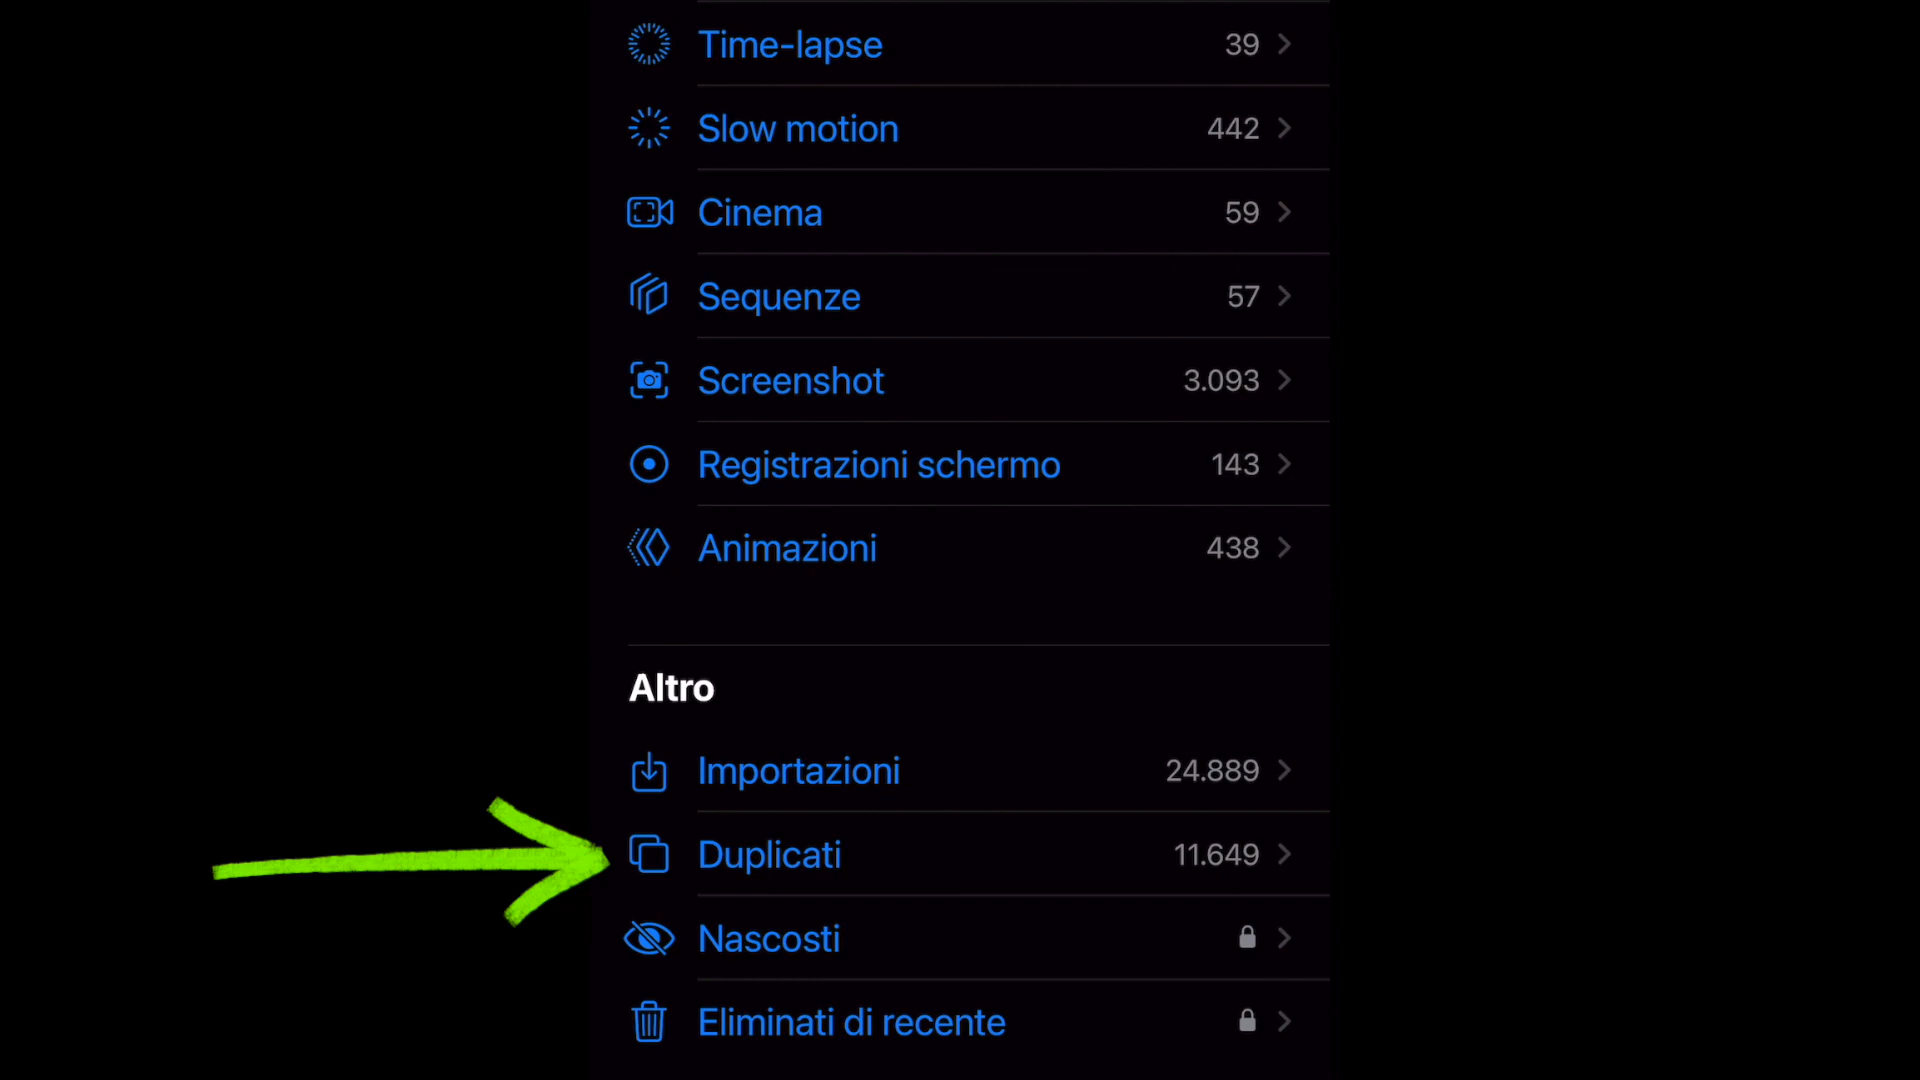 Time-lapse 39
Slow motion 442
Cinema 59
Sequenze 57
Screenshot 3.093
Registrazioni schermo 143
Animazioni 438
Altro
Importazioni 24.889
Duplicati 11.649
Nascosti
Eliminati di recente